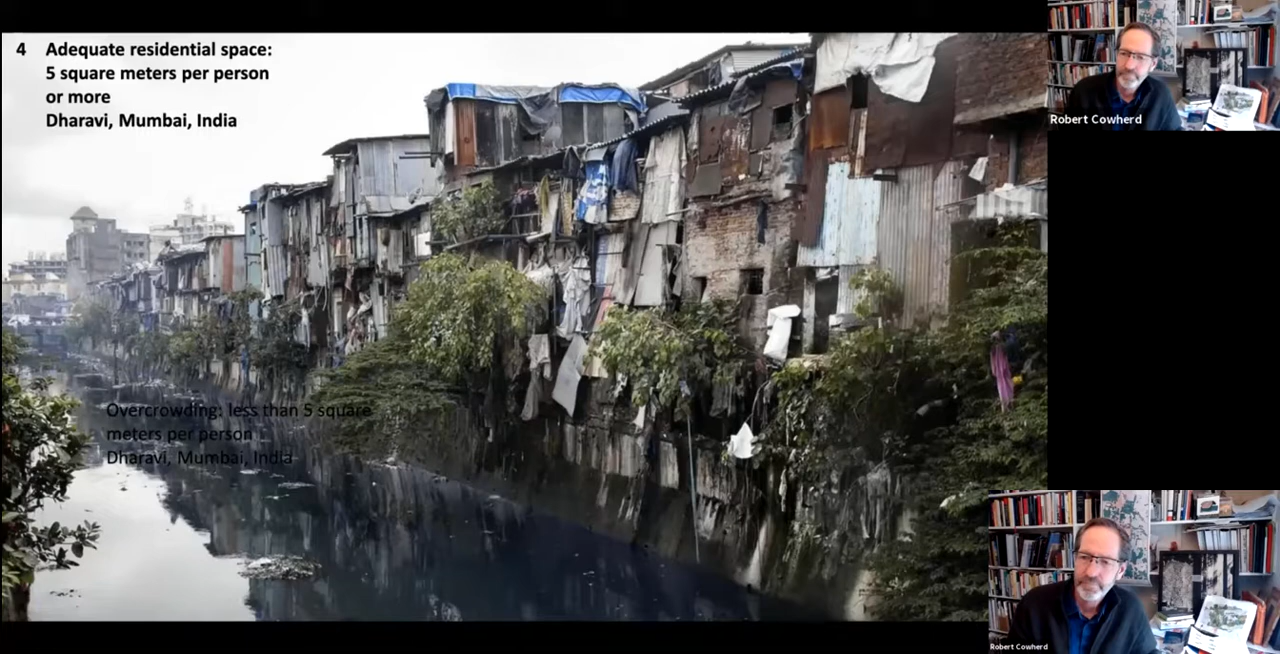 4 Adequate residential space:
5 square meters per person
or more
Dharavi, Mumbai, India
Robert Cowherd
Overcrowding: less than 5 square
meters per person
Dharavi, Mumbai, India
Robert Cowherd